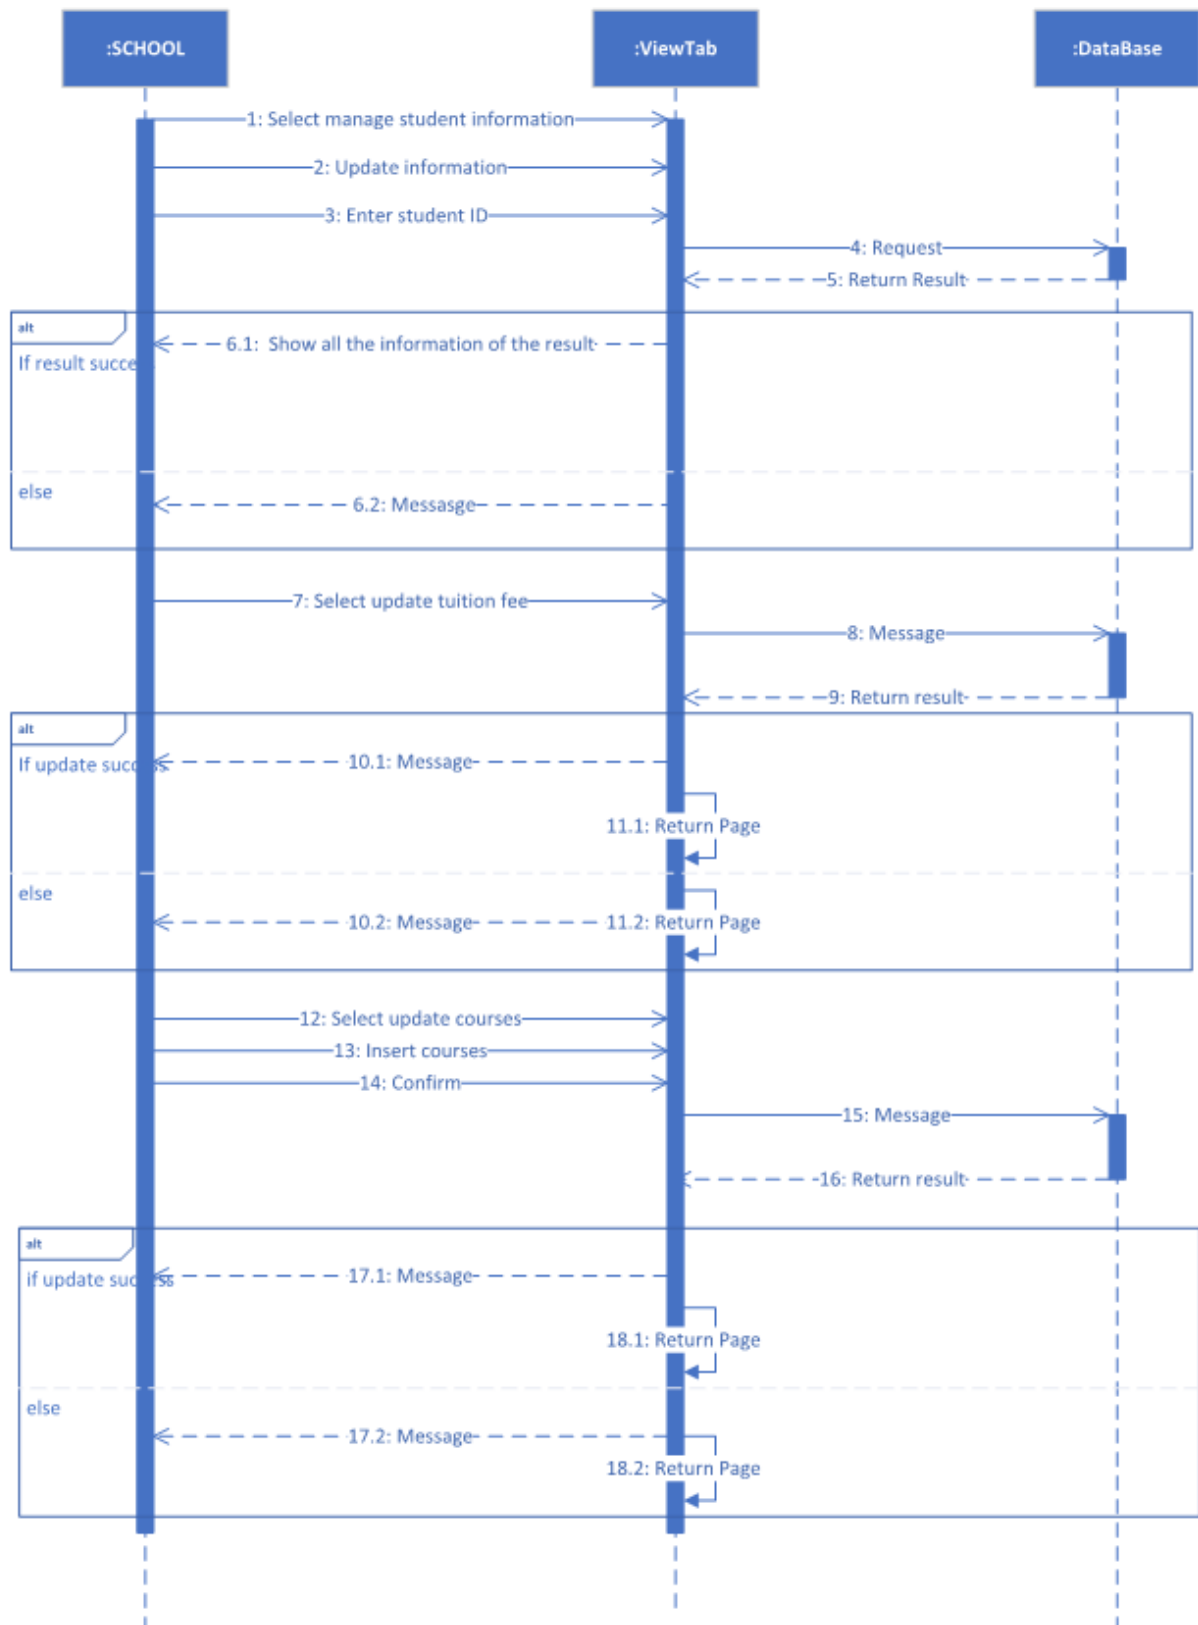 :SCHOOL
:ViewTab
:DataBase
1: Select manage student information
2: Update information
3: Enter student ID
4: Request
5: Return Result
alt
6.1: Show all the information of the result
If result success
else
6.2: Messasge
7: Select update tuition fee
8: Message
9: Return result
alt
If update success
10.1: Message
11.1: Return Page
else
10.2: Message
11.2: Return Page
12: Select update courses
13: Insert courses
14: Confirm
15: Message
16: Return result
alt
if update success
17.1: Message
18.1: Return Page
else
17.2: Message
18.2: Return Page